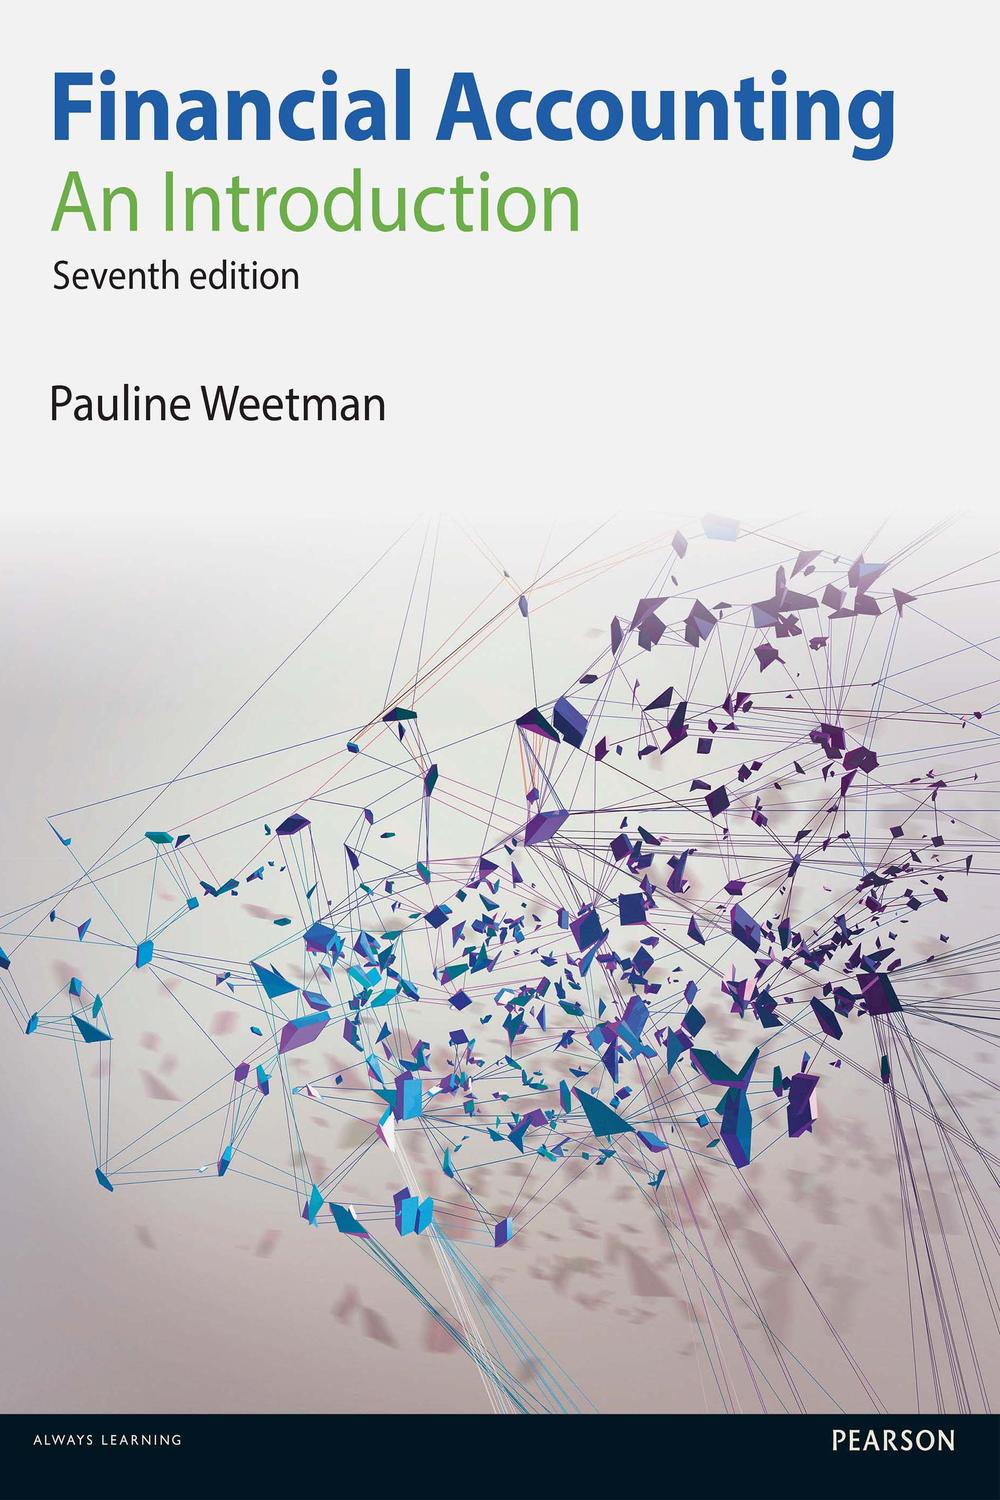 Financial Accounting
An Introduction
Seventh edition
Pauline Weetman
ALWAYS LEARNING
PEARSON